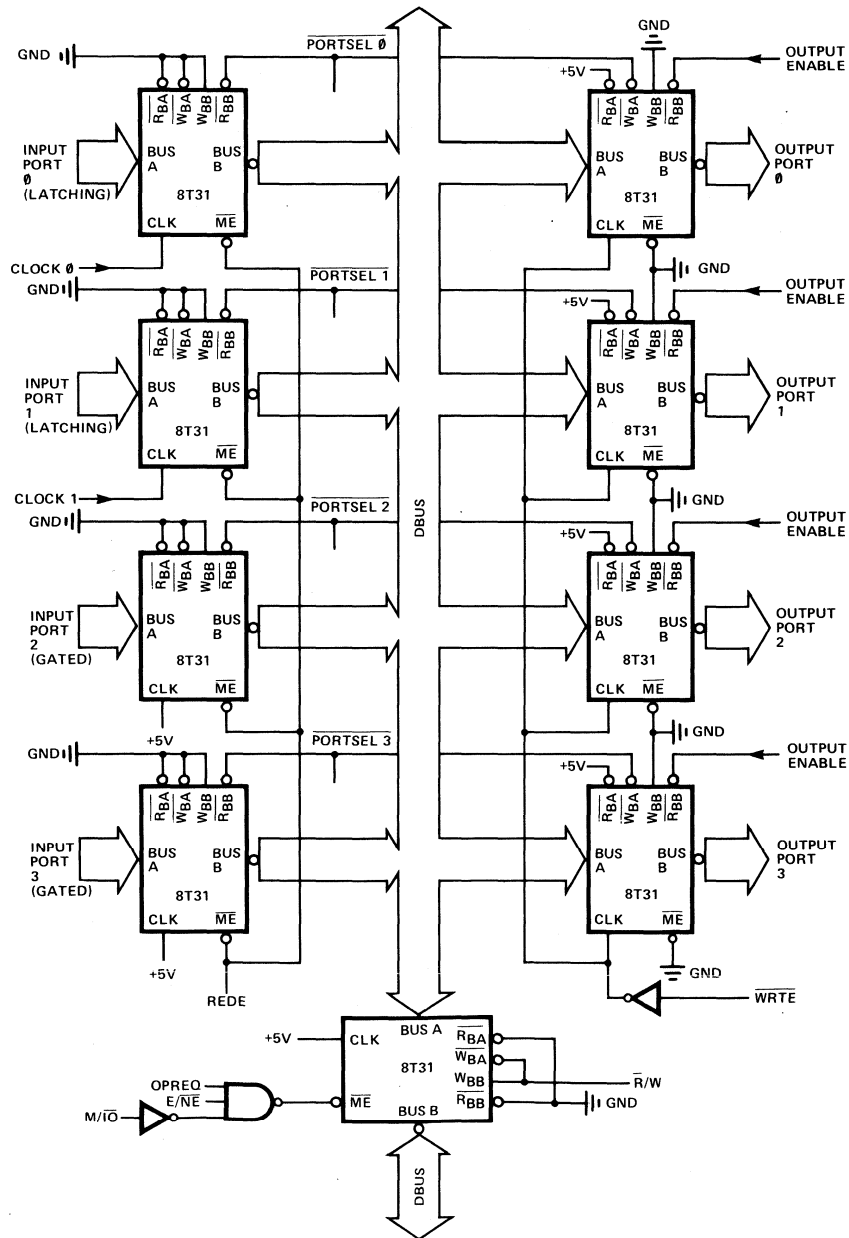 PORTSEL Ø
GND
GND
+5V
OUTPUT
ENABLE
RBA WBA WBB RBB
RBA WBA WBB RBB
INPUT
PORT
Ø
(LATCHING)
BUS
A
BUS
B
8T31
CLK ME
BUS
A
BUS
B
8T31
CLK ME
OUTPUT
PORT
Ø
CLOCK Ø
GND
PORTSEL 1
GND
+5V
OUTPUT
ENABLE
RBA WBA WBB RBB
RBA WBA WBB RBB
INPUT
PORT
1
(LATCHING)
BUS
A
BUS
B
8T31
CLK ME
BUS
A
BUS
B
8T31
CLK ME
OUTPUT
PORT
1
CLOCK 1
GND
PORTSEL 2
DBUS
GND
+5V
OUTPUT
ENABLE
RBA WBA WBB RBB
RBA WBA WBB RBB
INPUT
PORT
2
(GATED)
BUS
A
BUS
B
8T31
CLK ME
+5V
BUS
A
BUS
B
8T31
CLK ME
OUTPUT
PORT
2
GND
PORTSEL 3
GND
+5V
OUTPUT
ENABLE
RBA WBA WBB RBB
RBA WBA WBB RBB
INPUT
PORT
3
(GATED)
BUS
A
BUS
B
8T31
CLK ME
+5V
REDE
BUS
A
BUS
B
8T31
CLK ME
GND
OUTPUT
PORT
3
WRTE
+5V
CLK
BUS A
8T31
RBA
WBA
WBB
RBB
ME
BUS B
R/W
GND
OPREQ
E/NE
M/IO
DBUS